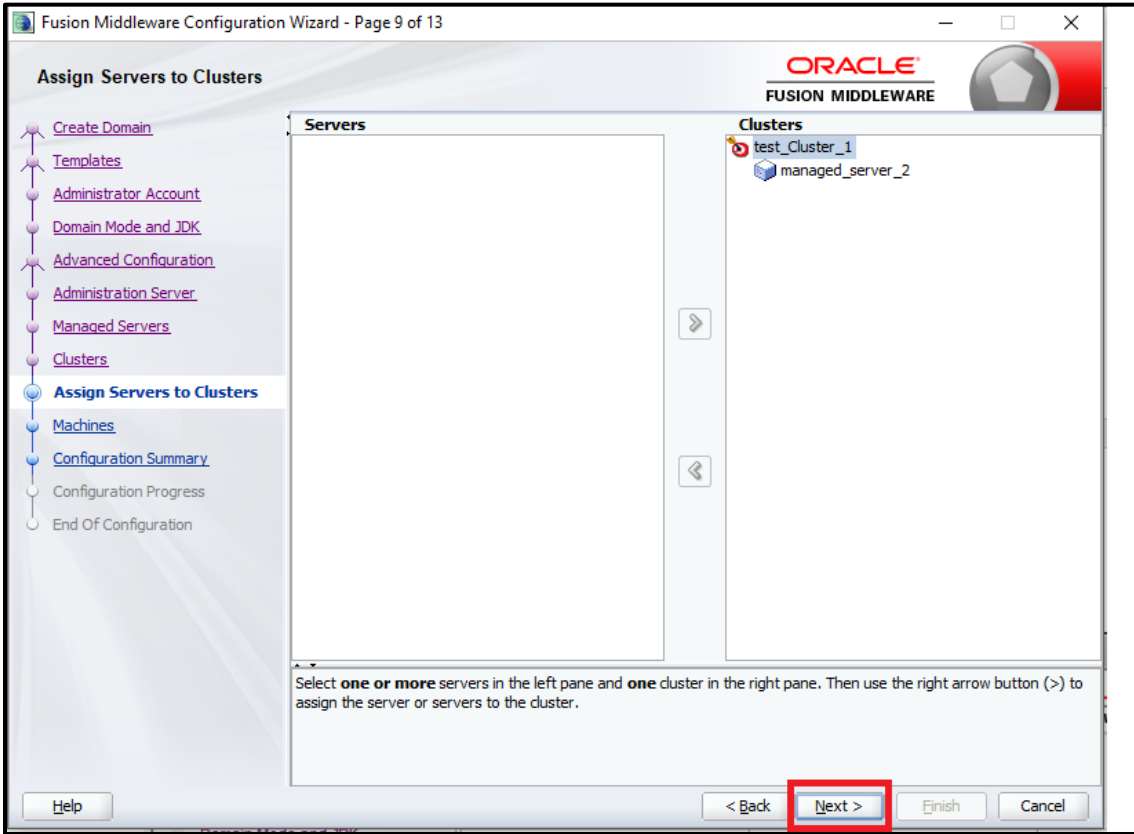 Fusion Middleware Configuration Wizard - Page 9 of 13
Assign Servers to Clusters
ORACLE
FUSION MIDDLEWARE
Create Domain
Templates
Administrator Account
Domain Mode and JDK
Advanced Configuration
Administration Server
Managed Servers
Clusters
Assign Servers to Clusters
Machines
Configuration Summary
Configuration Progress
End Of Configuration
Servers
Clusters
test_Cluster_1
managed_server_2
Select one or more servers in the left pane and one cluster in the right pane. Then use the right arrow button (>) to
assign the server or servers to the cluster.
Help
< Back
Next >
Finish
Cancel
Domain Mode and JDK